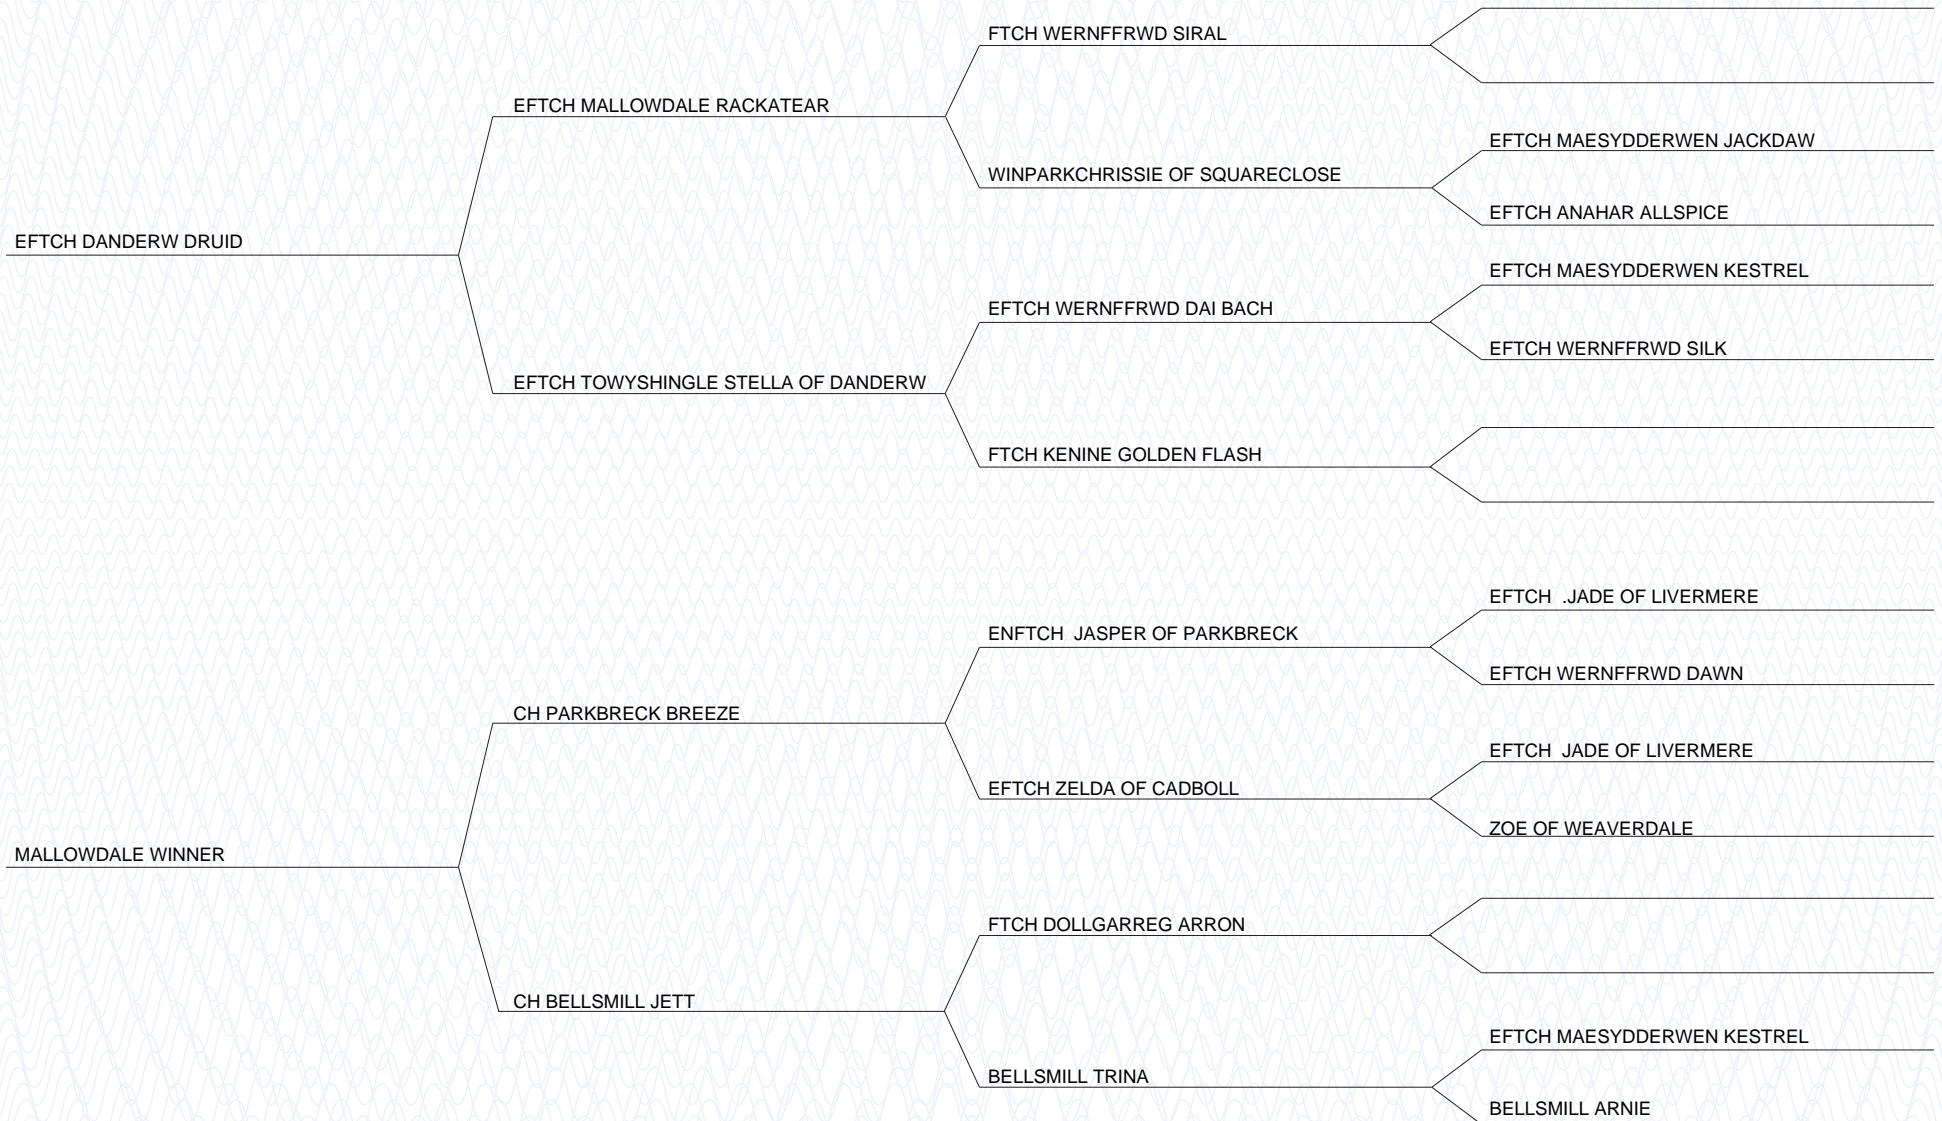 FTCH WERNFFRWD SIRAL
EFTCH MALLOWDALE RACKATEAR
EFTCH MAESYDDERWEN JACKDAW
WINPARKCHRISSIE OF SQUARECLOSE
EFTCH ANAHAR ALLSPICE
EFTCH DANDERW DRUID
EFTCH MAESYDDERWEN KESTREL
EFTCH WERNFFRWD DAI BACH
EFTCH WERNFFRWD SILK
EFTCH TOWYSHINGLE STELLA OF DANDERW
FTCH KENINE GOLDEN FLASH
EFTCH  .JADE OF LIVERMERE
ENFTCH  JASPER OF PARKBRECK
EFTCH WERNFFRWD DAWN
CH PARKBRECK BREEZE
EFTCH  JADE OF LIVERMERE
EFTCH ZELDA OF CADBOLL
ZOE OF WEAVERDALE
MALLOWDALE WINNER
FTCH DOLLGARREG ARRON
CH BELLSMILL JETT
EFTCH MAESYDDERWEN KESTREL
BELLSMILL TRINA
BELLSMILL ARNIE